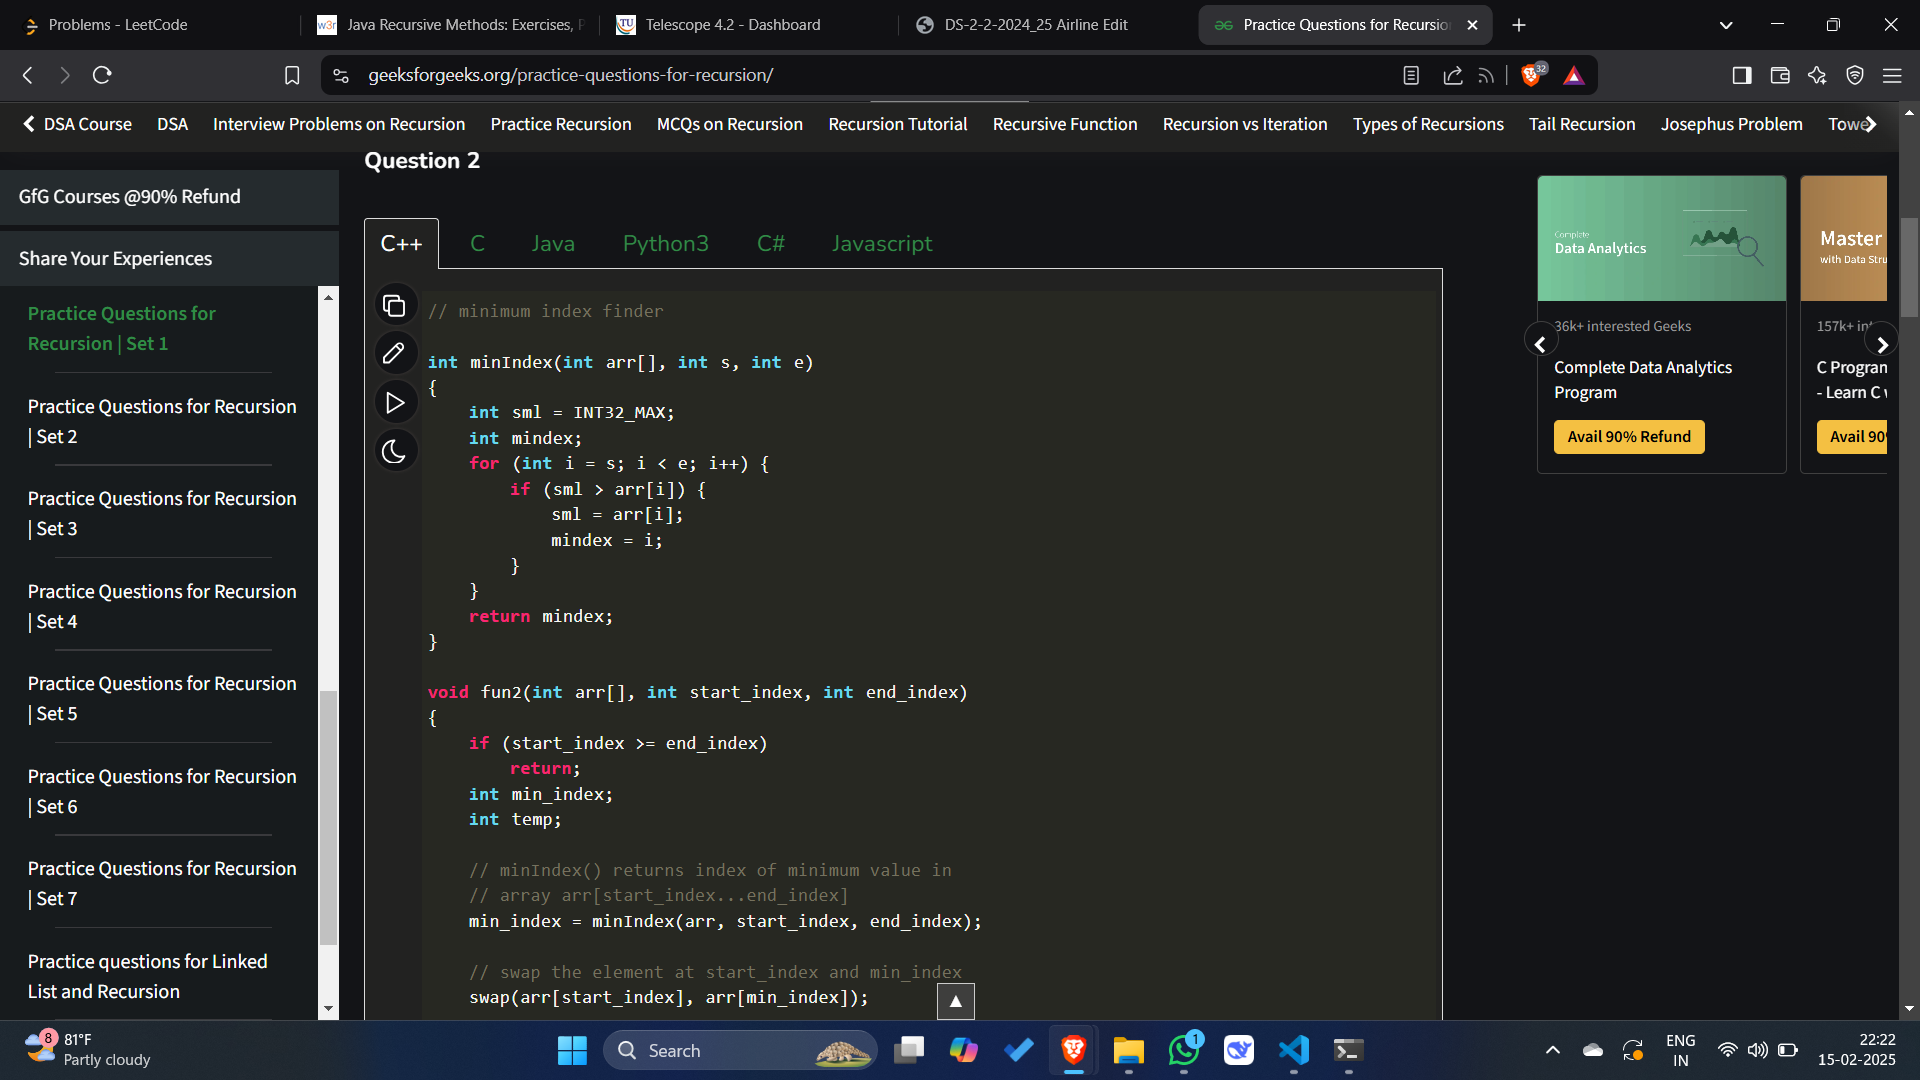 Problems - LeetCode
Java Recursive Methods: Exercises,
Telescope 4.2 - Dashboard
DS-2-2-2024_25 Airline Edit
Practice Questions for Recursio
geeksforgeeks.org/practice-questions-for-recursion/
32
DSA Course
DSA
Interview Problems on Recursion
Practice Recursion
MCQs on Recursion
Recursion Tutorial
Recursive Function
Recursion vs Iteration
Types of Recursions
Tail Recursion
Josephus Problem
Towe
GfG Courses @90% Refund
Share Your Experiences
Practice Questions for
Recursion | Set 1
Practice Questions for Recursion
| Set 2
Practice Questions for Recursion
| Set 3
Practice Questions for Recursion
| Set 4
Practice Questions for Recursion
| Set 5
Practice Questions for Recursion
| Set 6
Practice Questions for Recursion
| Set 7
Practice questions for Linked
List and Recursion
Question 2
C++
C
Java
Python3
C#
Javascript
// minimum index finder
int minIndex(int arr[], int s, int e)
{
int sml = INT32_MAX;
int mindex;
for (int i = s; i < e; i++) {
if (sml > arr[i]) {
sml = arr[i];
mindex = i;
}
}
return mindex;
}
void fun2(int arr[], int start_index, int end_index)
{
if (start_index >= end_index)
return;
int min_index;
int temp;
// minIndex() returns index of minimum value in
// array arr[start_index...end_index]
min_index = minIndex(arr, start_index, end_index);
// swap the element at start_index and min_index
swap(arr[start_index], arr[min_index]);
Complete
Data Analytics
36k+ interested Geeks
Complete Data Analytics
Program
Avail 90% Refund
Master
with Data Stru
157k+ int
C Program
- Learn C
Avail 90
8
81°F
Partly cloudy
Search
1
ENG
IN
22:22
15-02-2025